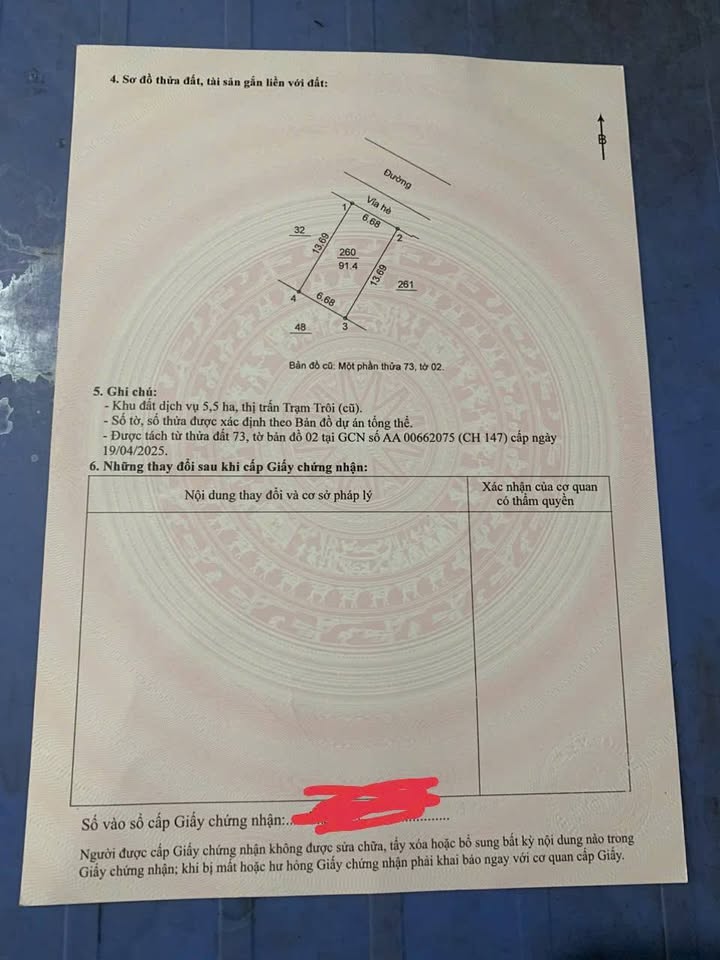 4. Sơ đồ thửa đất, tài sản gắn liền với đất:
B
Đường
Vỉa hè
1
6.68
2
32
13.69
260
91.4
13.69
261
4
6.68
3
48
Bản đồ cũ: Một phần thửa 73, tờ 02.
5. Ghi chú:
- Khu đất dịch vụ 5,5 ha, thị trấn Trạm Trôi (cũ).
- Số tờ, số thửa được xác định theo Bản đồ dự án tổng thể.
- Được tách từ thửa đất 73, tờ bản đồ 02 tại GCN số AA 00662075 (CH 147) cấp ngày
19/04/2025.
6. Những thay đổi sau khi cấp Giấy chứng nhận:
Nội dung thay đổi và cơ sở pháp lý
Xác nhận của cơ quan
có thẩm quyền
Số vào sổ cấp Giấy chứng nhận:
Người được cấp Giấy chứng nhận không được sửa chữa, tẩy xóa hoặc bổ sung bất kỳ nội dung nào trong
Giấy chứng nhận; khi bị mất hoặc hư hỏng Giấy chứng nhận phải khai báo ngay với cơ quan cấp Giấy.